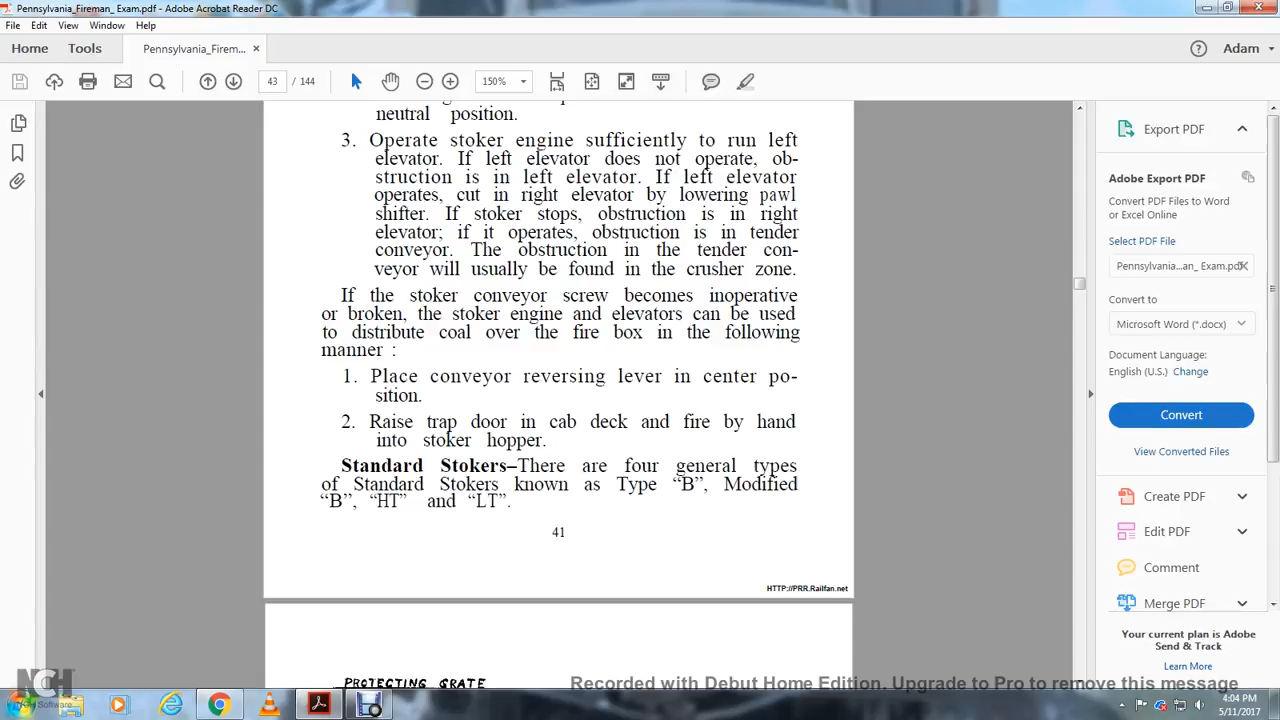 Pennsylvania_Fireman_ Exam.pdf - Adobe Acrobat Reader DC
File Edit View Window Help
Home Tools Pennsylvania_Firem... × Adam
43 / 144 150%
neutral position.
3. Operate stoker engine sufficiently to run left
elevator. If left elevator does not operate, ob-
struction is in left elevator. If left elevator
operates, cut in right elevator by lowering pawl
shifter. If stoker stops, obstruction is in right
elevator; if it operates, obstruction is in tender
conveyor. The obstruction in the tender con-
veyor will usually be found in the crusher zone.
If the stoker conveyor screw becomes inoperative
or broken, the stoker engine and elevators can be used
to distribute coal over the fire box in the following
manner :
1. Place conveyor reversing lever in center po-
sition.
2. Raise trap door in cab deck and fire by hand
into stoker hopper.
Standard Stokers–There are four general types
of Standard Stokers known as Type “B”, Modified
“B”, “HT” and “LT”.
41
HTTP://PRR.Railfan.net
PROTECTING GRATE
Export PDF
Adobe Export PDF
Convert PDF Files to Word
or Excel Online
Select PDF File
Pennsylvania...an_ Exam.pdf
Convert to
Microsoft Word (*.docx)
Document Language:
English (U.S.) Change
Convert
View Converted Files
Create PDF
Edit PDF
Comment
Merge PDF
Your current plan is Adobe
Send & Track
Learn More
NCH
Software
Recorded with Debut Home Edition. Upgrade to Pro to remove this message
4:04 PM
5/11/2017